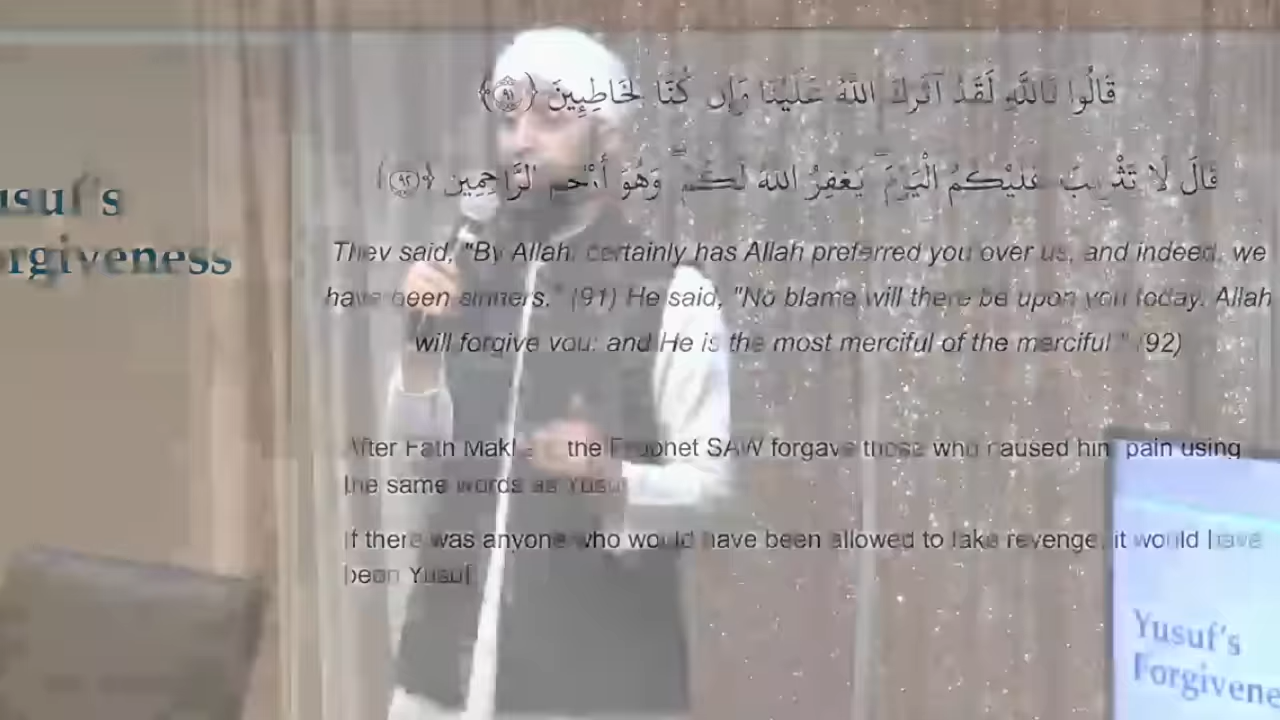 usuf's
rgiveness
قَالُوا تَاللَّهِ لَقَدْ آثَرَكَ اللَّهُ عَلَيْنَا وَإِن كُنَّا لَخَاطِئِينَ ﴿٩١﴾
قَالَ لَا تَثْرِيبَ عَلَيْكُمُ الْيَوْمَ ۖ يَغْفِرُ اللَّهُ لَكُمْ ۖ وَهُوَ أَرْحَمُ الرَّاحِمِينَ ﴿٩٢﴾
They said, "By Allah, certainly has Allah preferred you over us, and indeed, we
have been sinners." (91) He said, "No blame will there be upon you today. Allah
will forgive you; and He is the most merciful of the merciful." (92)
After Fath Makkah the Prophet SAW forgave those who caused him pain using
the same words as Yusuf
If there was anyone who would have been allowed to take revenge, it would have
been Yusuf
Yusuf's
Forgivene